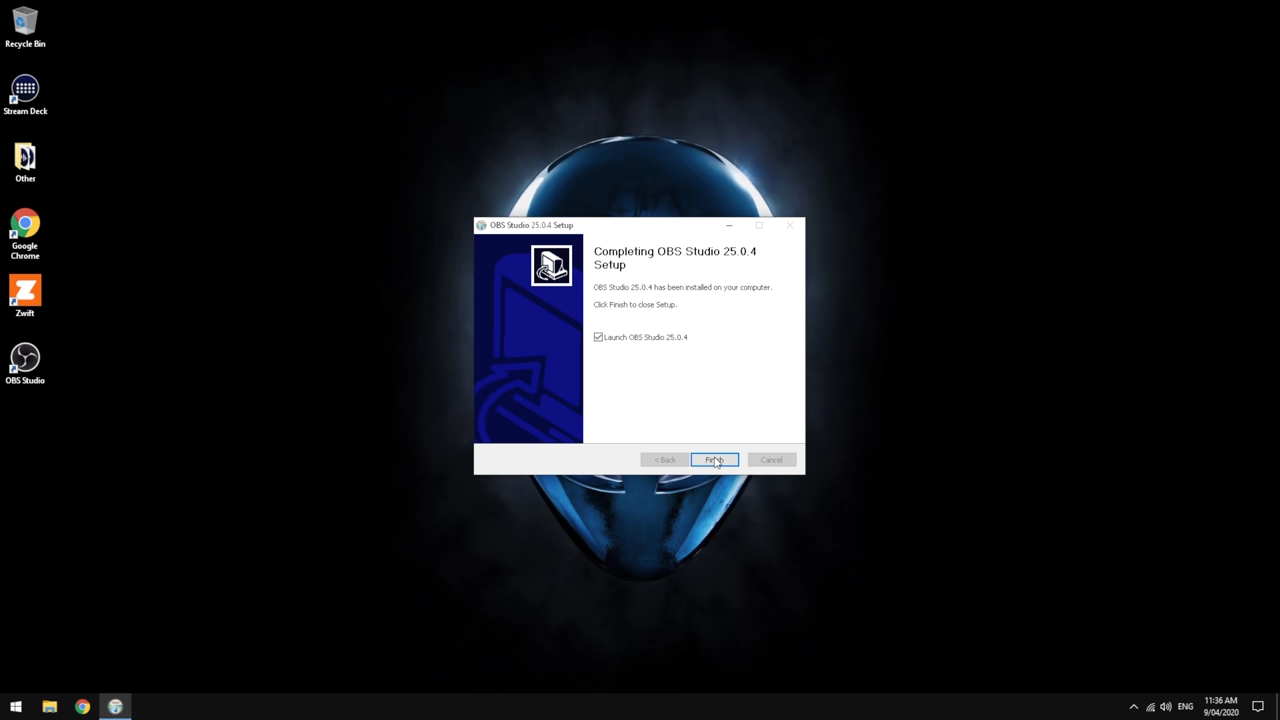 Recycle Bin
Stream Deck
Other
Google
Chrome
Zwift
OBS Studio
OBS Studio 25.0.4 Setup
Completing OBS Studio 25.0.4
Setup
OBS Studio 25.0.4 has been installed on your computer.
Click Finish to close Setup.
Launch OBS Studio 25.0.4
< Back
Finish
Cancel
ENG
11:36 AM
9/04/2020